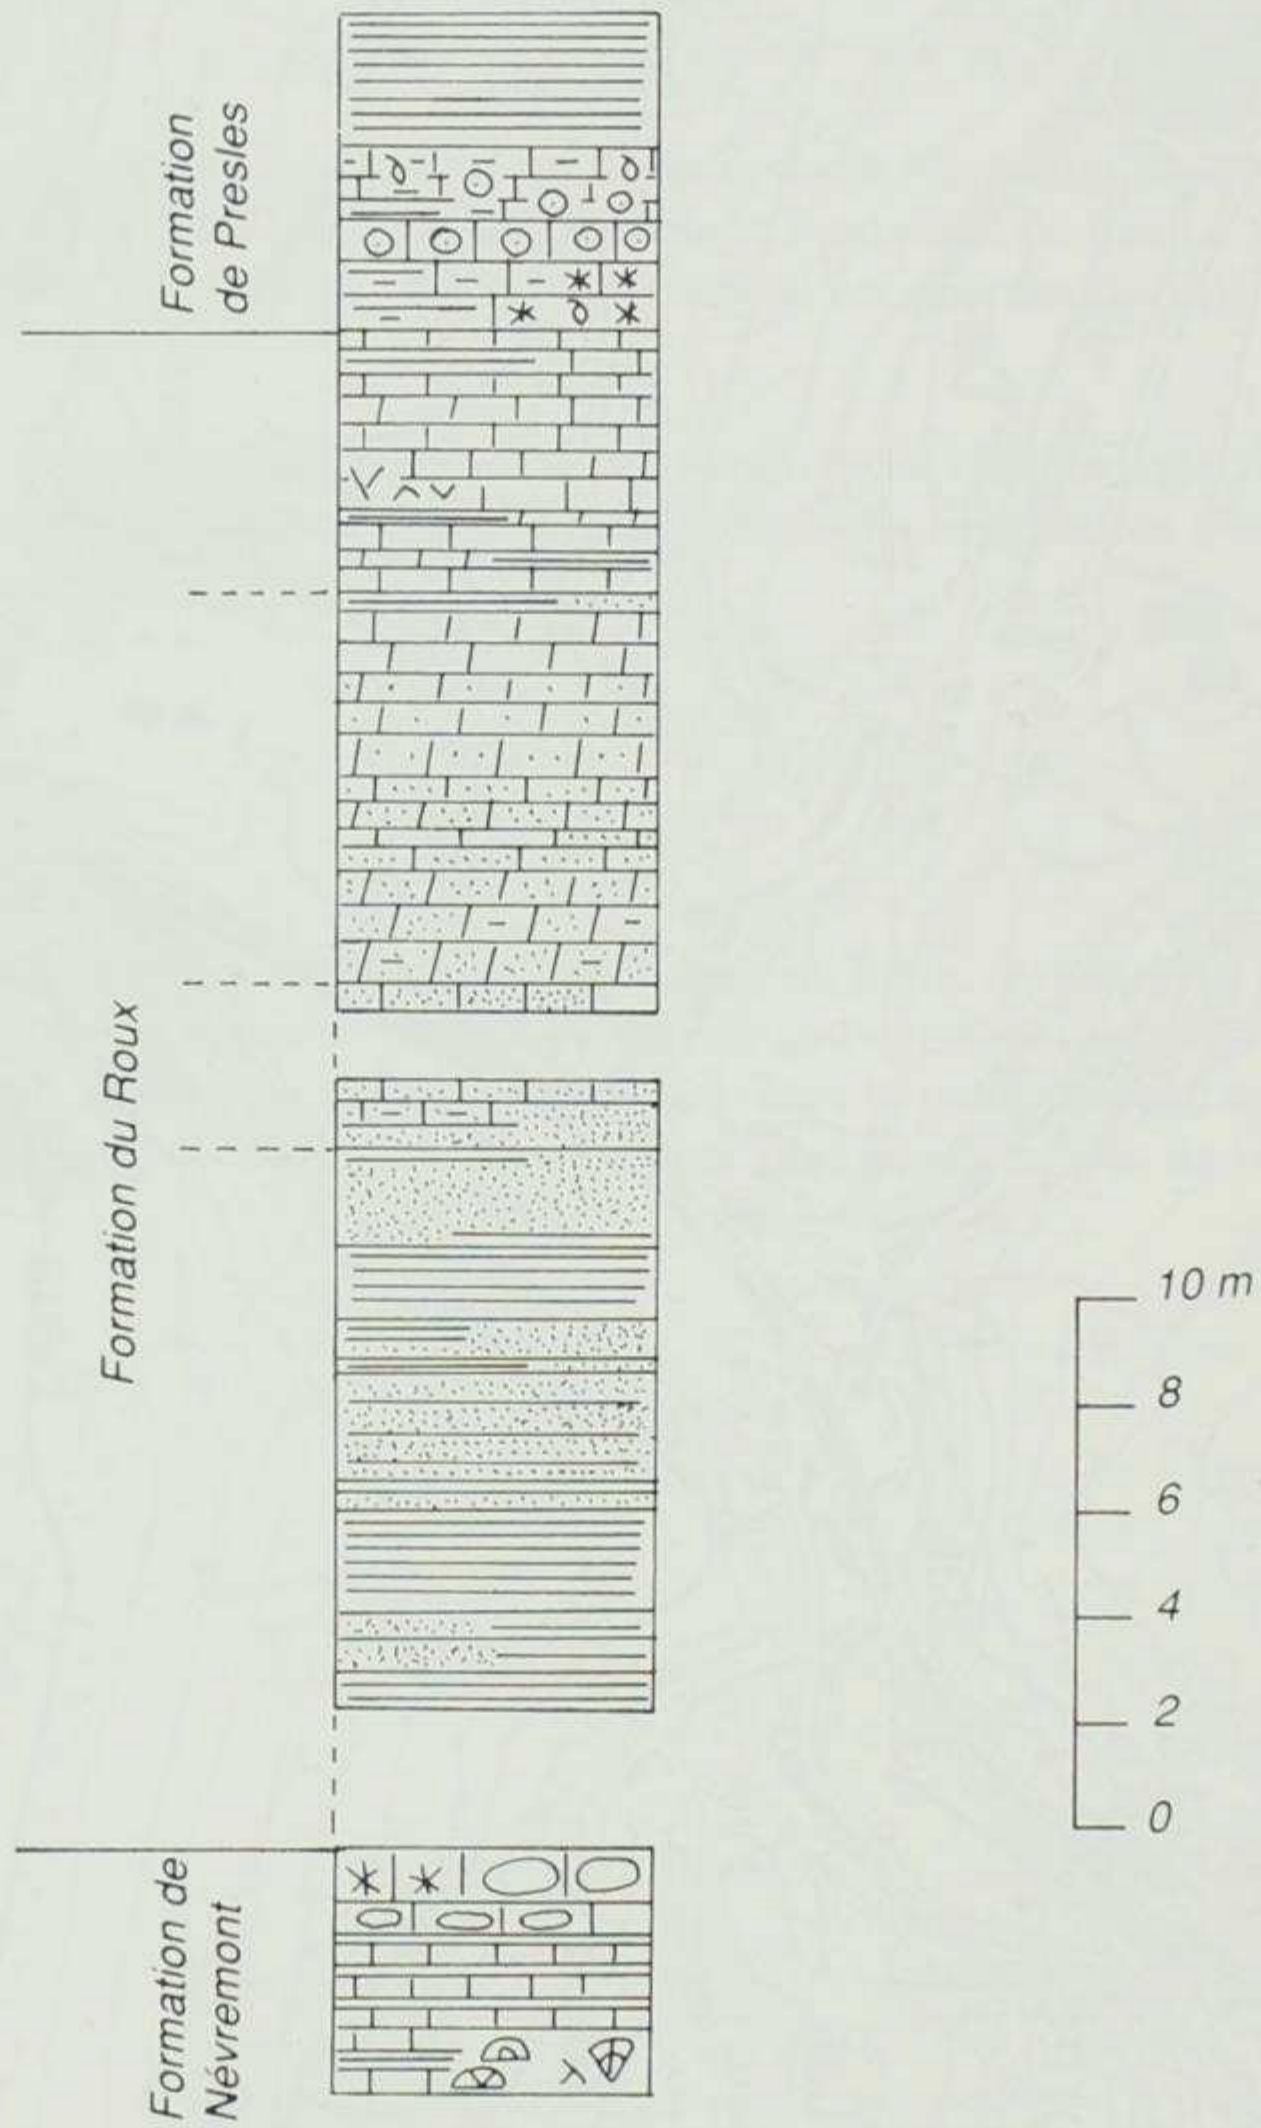 Formation
de Presles
Formation du Roux
Formation de
Névremont
10 m
8
6
4
2
0